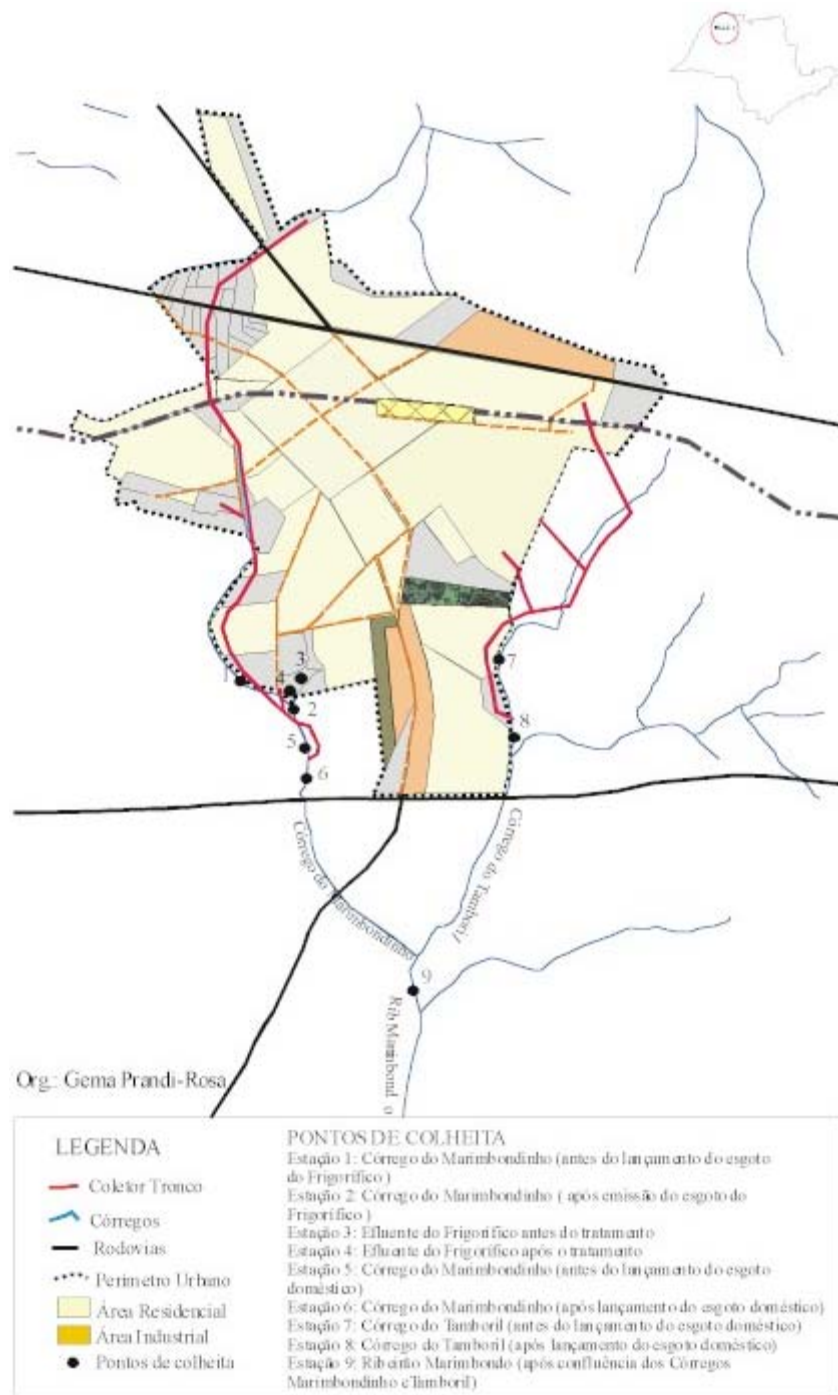 1
4
3
2
5
6
7
8
Córrego do Marimbondinho
Córrego do Tamboril
9
Rib Marimbond o
Org.: Gema Prandi-Rosa
LEGENDA
Coletor Tronco
Córregos
Rodovias
Perimetro Urbano
Área Residencial
Área Industrial
Pontos de colheita
PONTOS DE COLHEITA
Estação 1: Córrego do Marimbondinho (antes do lançamento do esgoto
do Frigorífico)
Estação 2: Córrego do Marimbondinho ( após emissão do esgoto do
Frigorífico )
Estação 3: Efluente do Frigorifico antes do tratamento
Estação 4: Efluente do Frigorifico após o tratamento
Estação 5: Córrego do Marimbondinho (antes do lançamento do esgoto
doméstico)
Estação 6: Córrego do Marimbondinho (após lançamento do esgoto doméstico)
Estação 7: Córrego do Tamboril (antes do lançamento do esgoto doméstico)
Estação 8: Córrego do Tamboril (após lançamento do esgoto doméstico)
Estação 9: Ribeirão Marimbondo (após confluência dos Córregos
Marimbondinho e Tamboril)